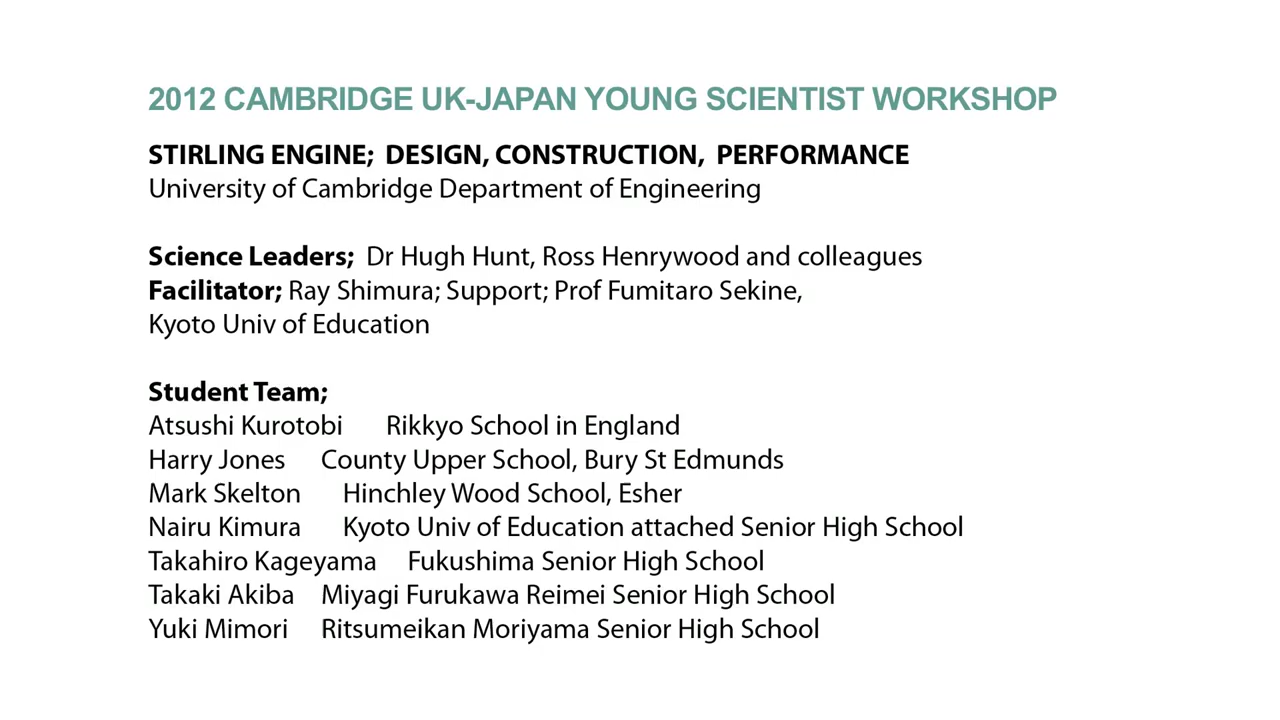 2012 CAMBRIDGE UK-JAPAN YOUNG SCIENTIST WORKSHOP
STIRLING ENGINE; DESIGN, CONSTRUCTION, PERFORMANCE
University of Cambridge Department of Engineering
Science Leaders; Dr Hugh Hunt, Ross Henrywood and colleagues
Facilitator; Ray Shimura; Support; Prof Fumitaro Sekine,
Kyoto Univ of Education
Student Team;
Atsushi Kurotobi Rikkyo School in England
Harry Jones County Upper School, Bury St Edmunds
Mark Skelton Hinchley Wood School, Esher
Nairu Kimura Kyoto Univ of Education attached Senior High School
Takahiro Kageyama Fukushima Senior High School
Takaki Akiba Miyagi Furukawa Reimei Senior High School
Yuki Mimori Ritsumeikan Moriyama Senior High School